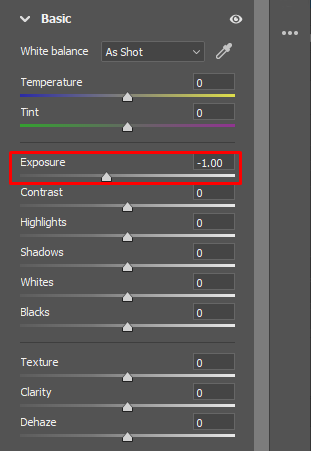 Basic
White balance As Shot
Temperature 0
Tint 0
Exposure -1.00
Contrast 0
Highlights 0
Shadows 0
Whites 0
Blacks 0
Texture 0
Clarity 0
Dehaze 0